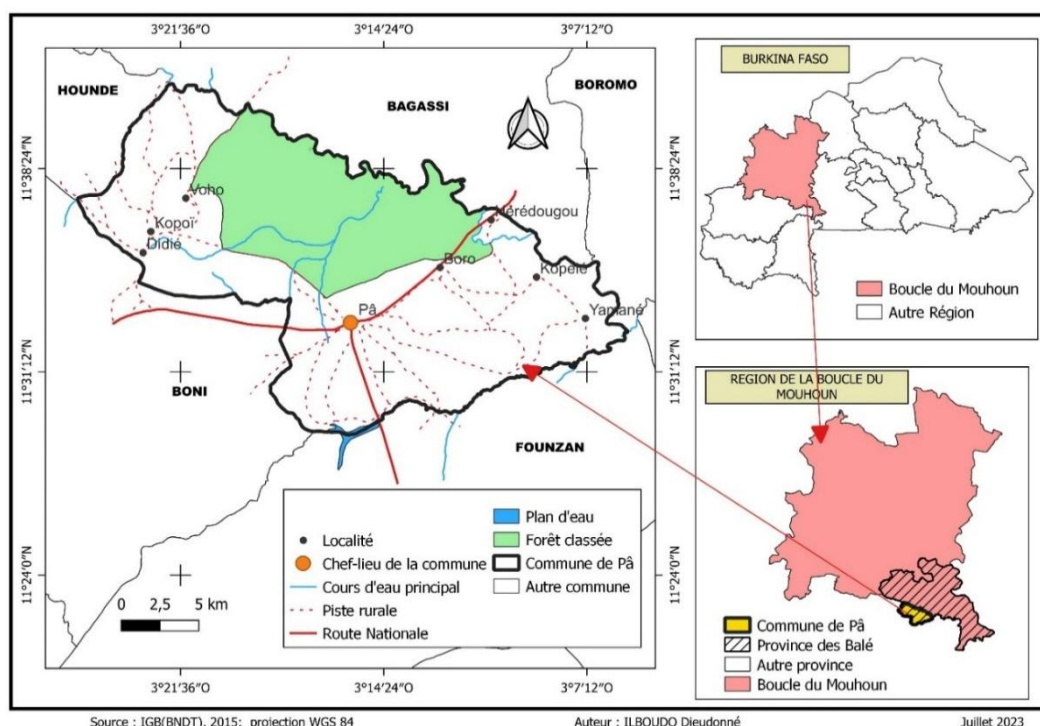 3°21'36"O
3°14'24"O
3°7'12"O
HOUNDE
BAGASSI
BOROMO
11°38'24"N
11°38'24"N
Voho
Kopoï
Didié
Nérédougou
Boro
Kopélé
Pâ
Yamané
11°31'12"N
11°31'12"N
BONI
FOUNZAN
11°24'0"N
11°24'0"N
Localité
Chef-lieu de la commune
Cours d'eau principal
Piste rurale
Route Nationale
Plan d'eau
Forêt classée
Commune de Pâ
Autre commune
0 2,5 5 km
3°21'36"O
3°14'24"O
3°7'12"O
BURKINA FASO
Boucle du Mouhoun
Autre Région
REGION DE LA BOUCLE DU
MOUHOUN
Commune de Pâ
Province des Balé
Autre province
Boucle du Mouhoun
Source : IGB(BNDT), 2015; projection WGS 84
Auteur : ILBOUDO Dieudonné
Juillet 2023